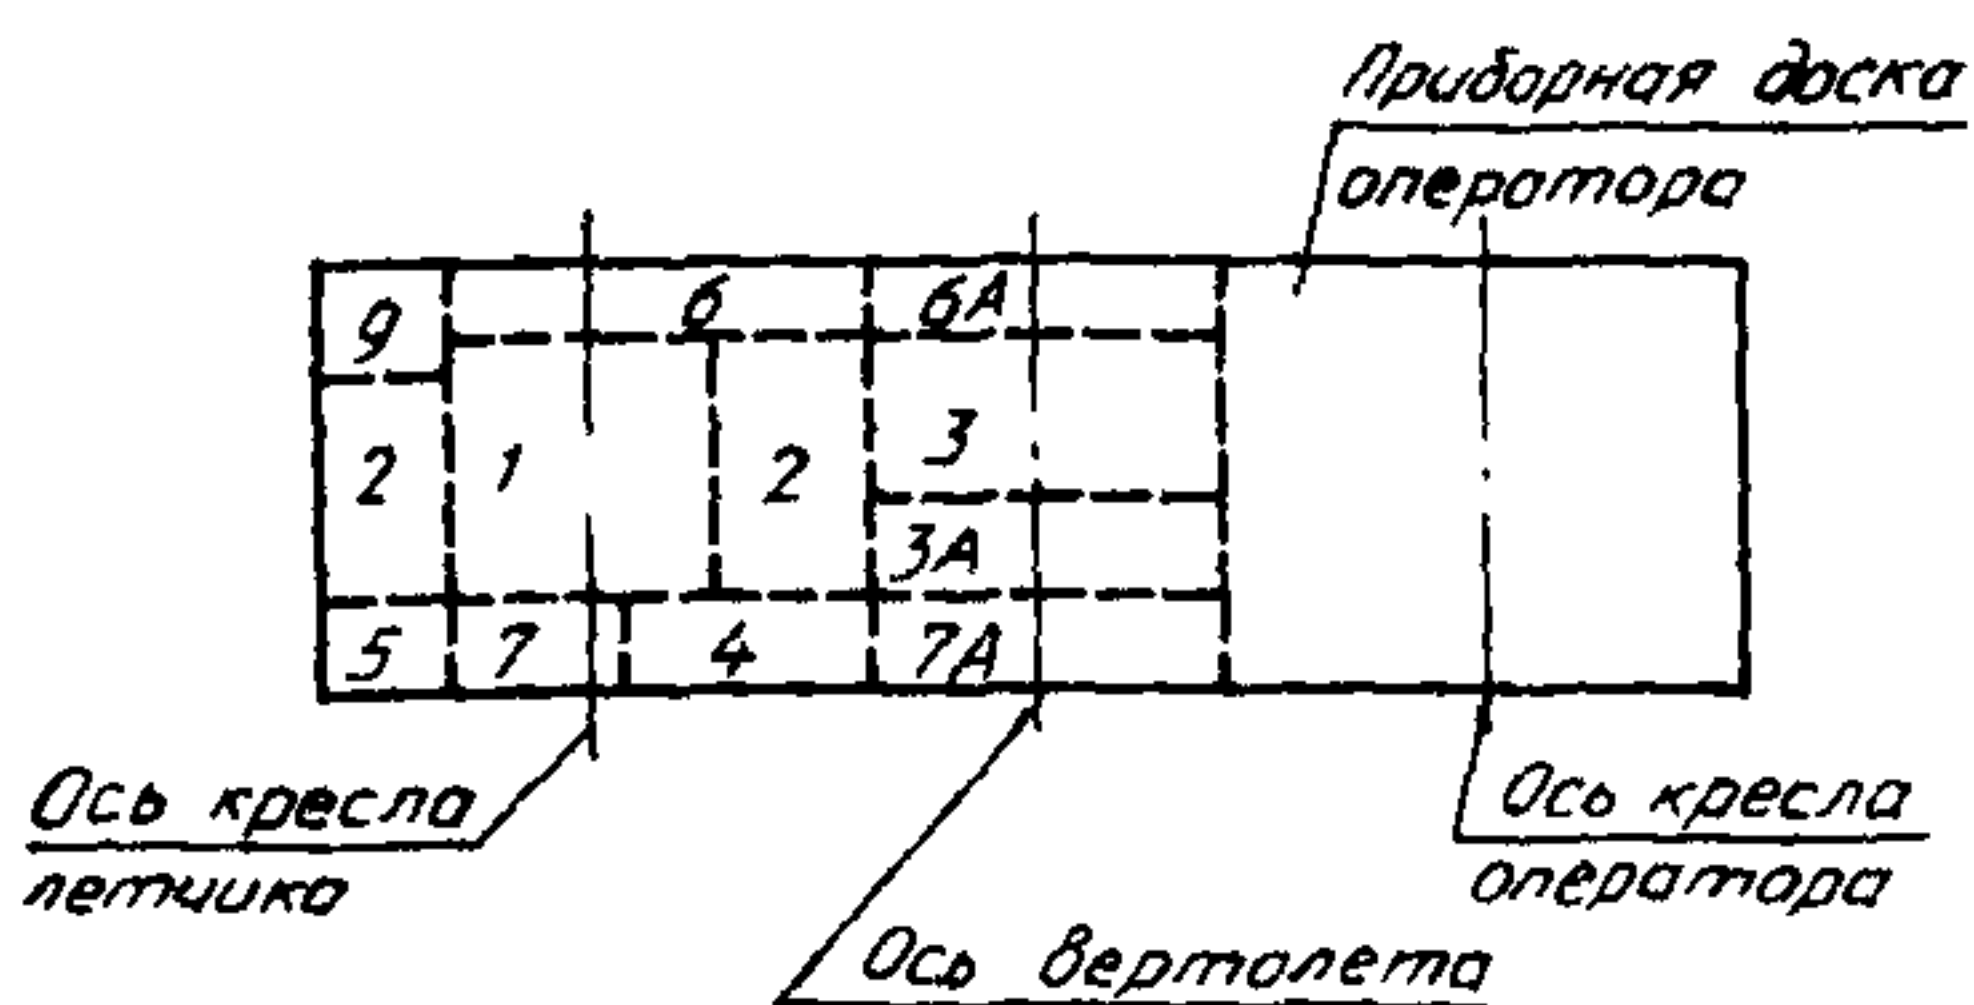 Приборная доска
оператора
9
6
6А
2
1
2
3
3А
5
7
4
7А
Ось кресла
летчика
Ось вертолета
Ось кресла
оператора